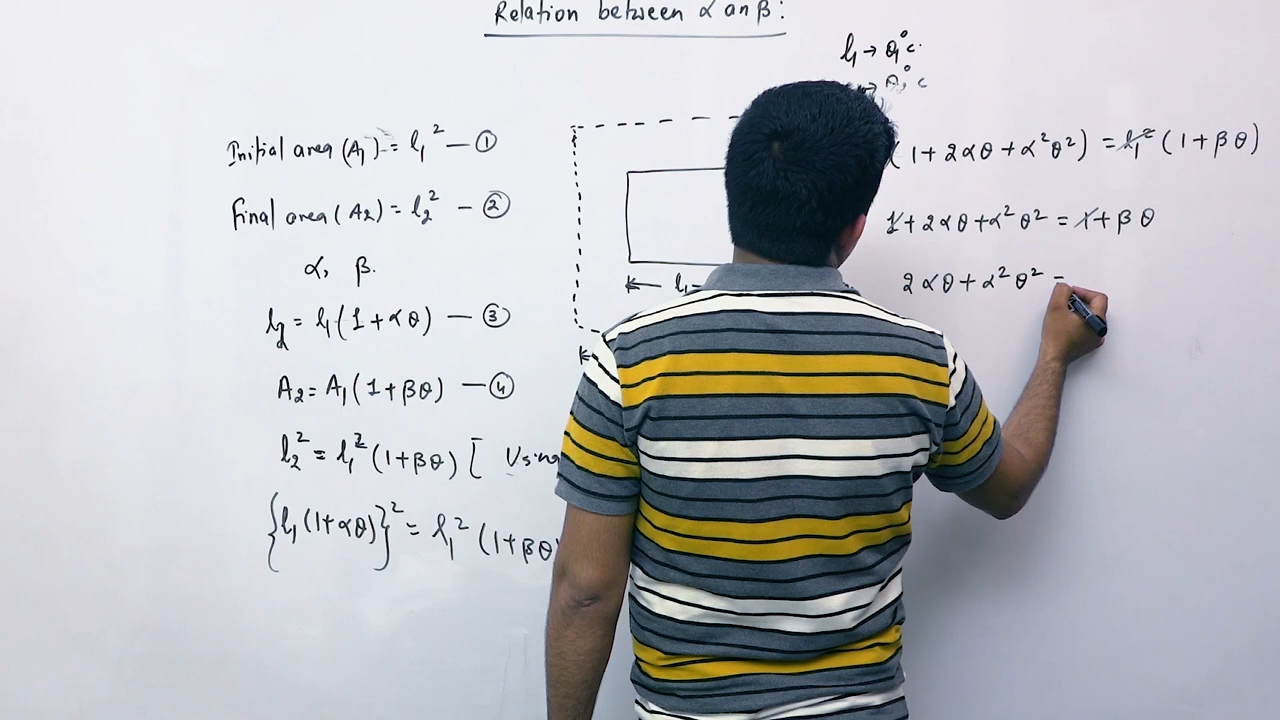 Relation between α an β:
l₁ → θ₁°c.
→ θ₂°c
Initial area (A₁) = l₁² — ①
Final area (A₂) = l₂² — ②
α, β.
l₂ = l₁(1+αθ) — ③
A₂ = A₁(1+βθ) — ④
l₂² = l₁²(1+βθ) [ Using
{l₁(1+αθ)}² = l₁² (1+βθ
l₁
(1+2αθ+α²θ²) = l₁²(1+βθ)
1+2αθ+α²θ² = 1+βθ
2αθ+α²θ² =